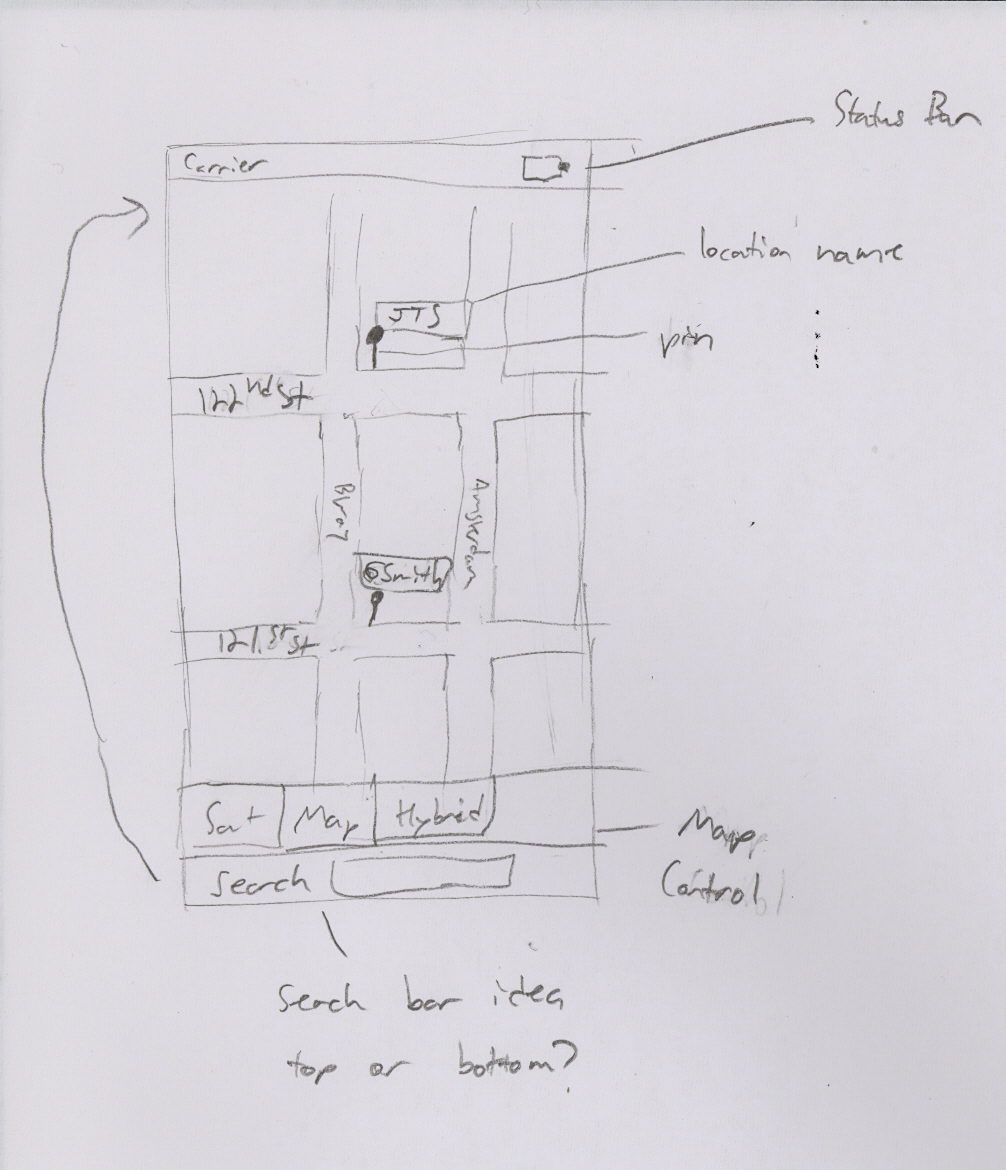 Status Bar
Carrier
location name
JTS
pin
122nd St
Amsterdam
Smith
121st St
Sat
Map
Hybrid
Map
Control
Search
Search bar idea
top or bottom?